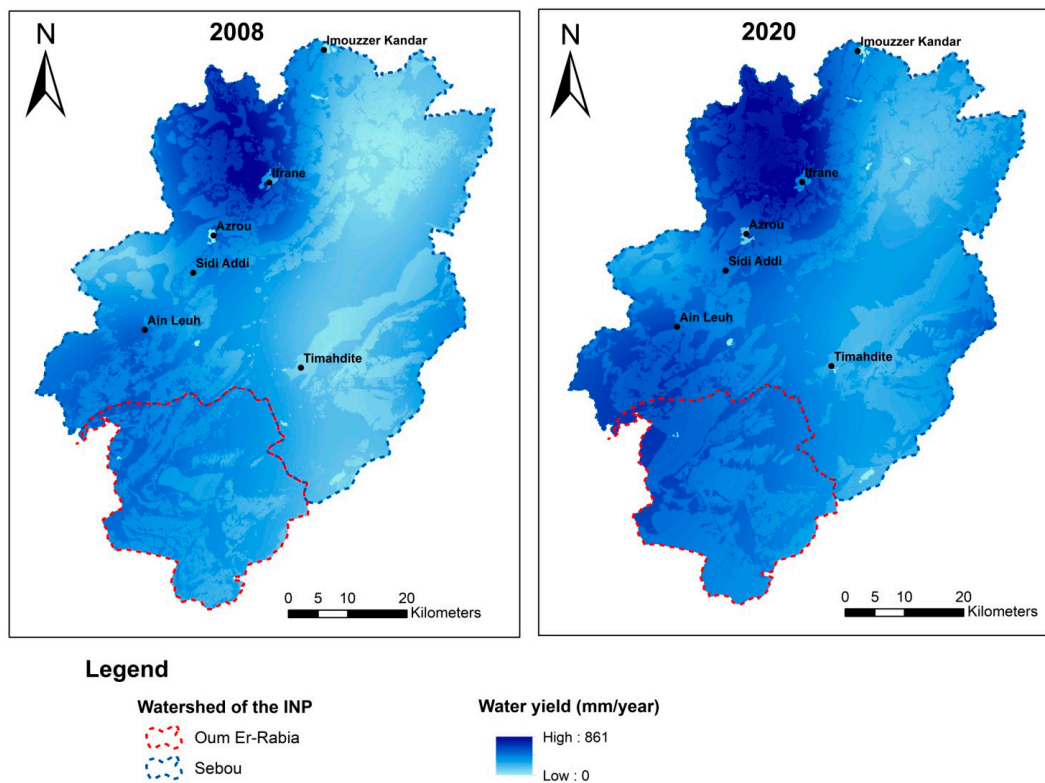 N
2008
Imouzzer Kandar
Ifrane
Azrou
Sidi Addi
Ain Leuh
Timahdite
0 5 10 20
Kilometers
N
2020
Imouzzer Kandar
Ifrane
Azrou
Sidi Addi
Ain Leuh
Timahdite
0 5 10 20
Kilometers
Legend
Watershed of the INP
Oum Er-Rabia
Sebou
Water yield (mm/year)
High : 861
Low : 0